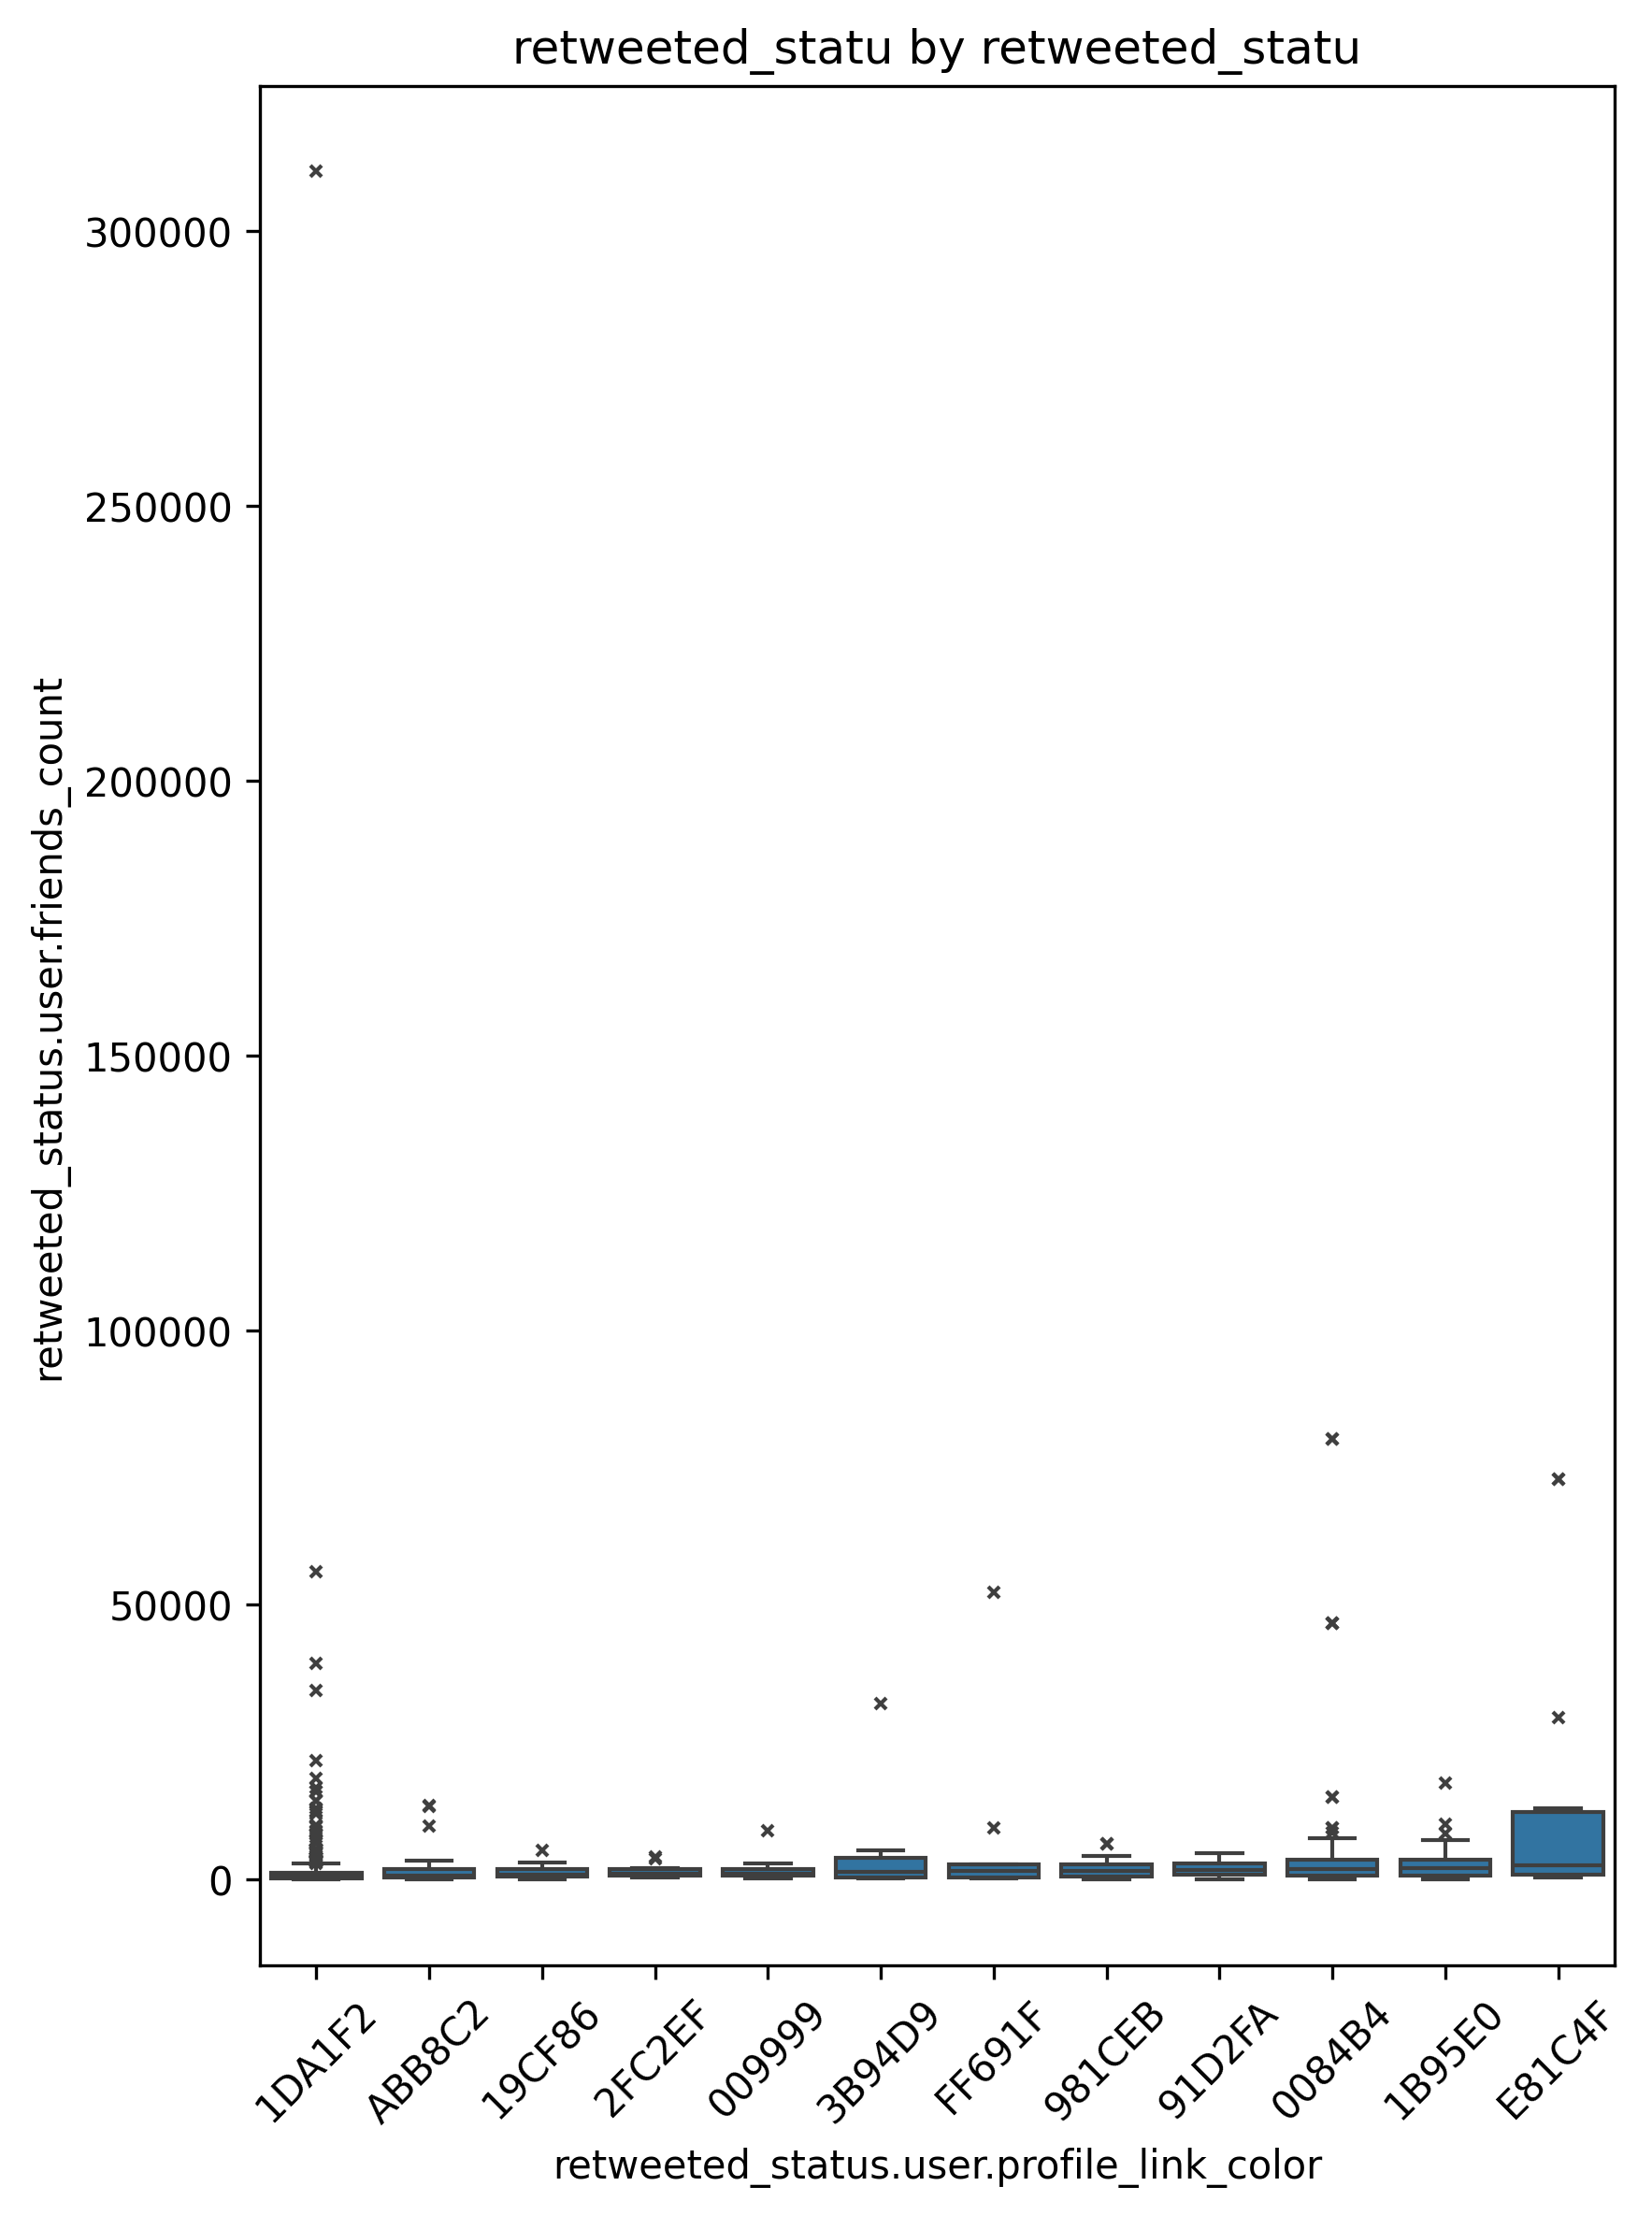 retweeted_statu by retweeted_statu
300000
250000
200000
150000
100000
50000
0
retweeted_status.user.friends_count
1DA1F2
ABB8C2
19CF86
2FC2EF
009999
3B94D9
FF691F
981CEB
91D2FA
0084B4
1B95E0
E81C4F
retweeted_status.user.profile_link_color